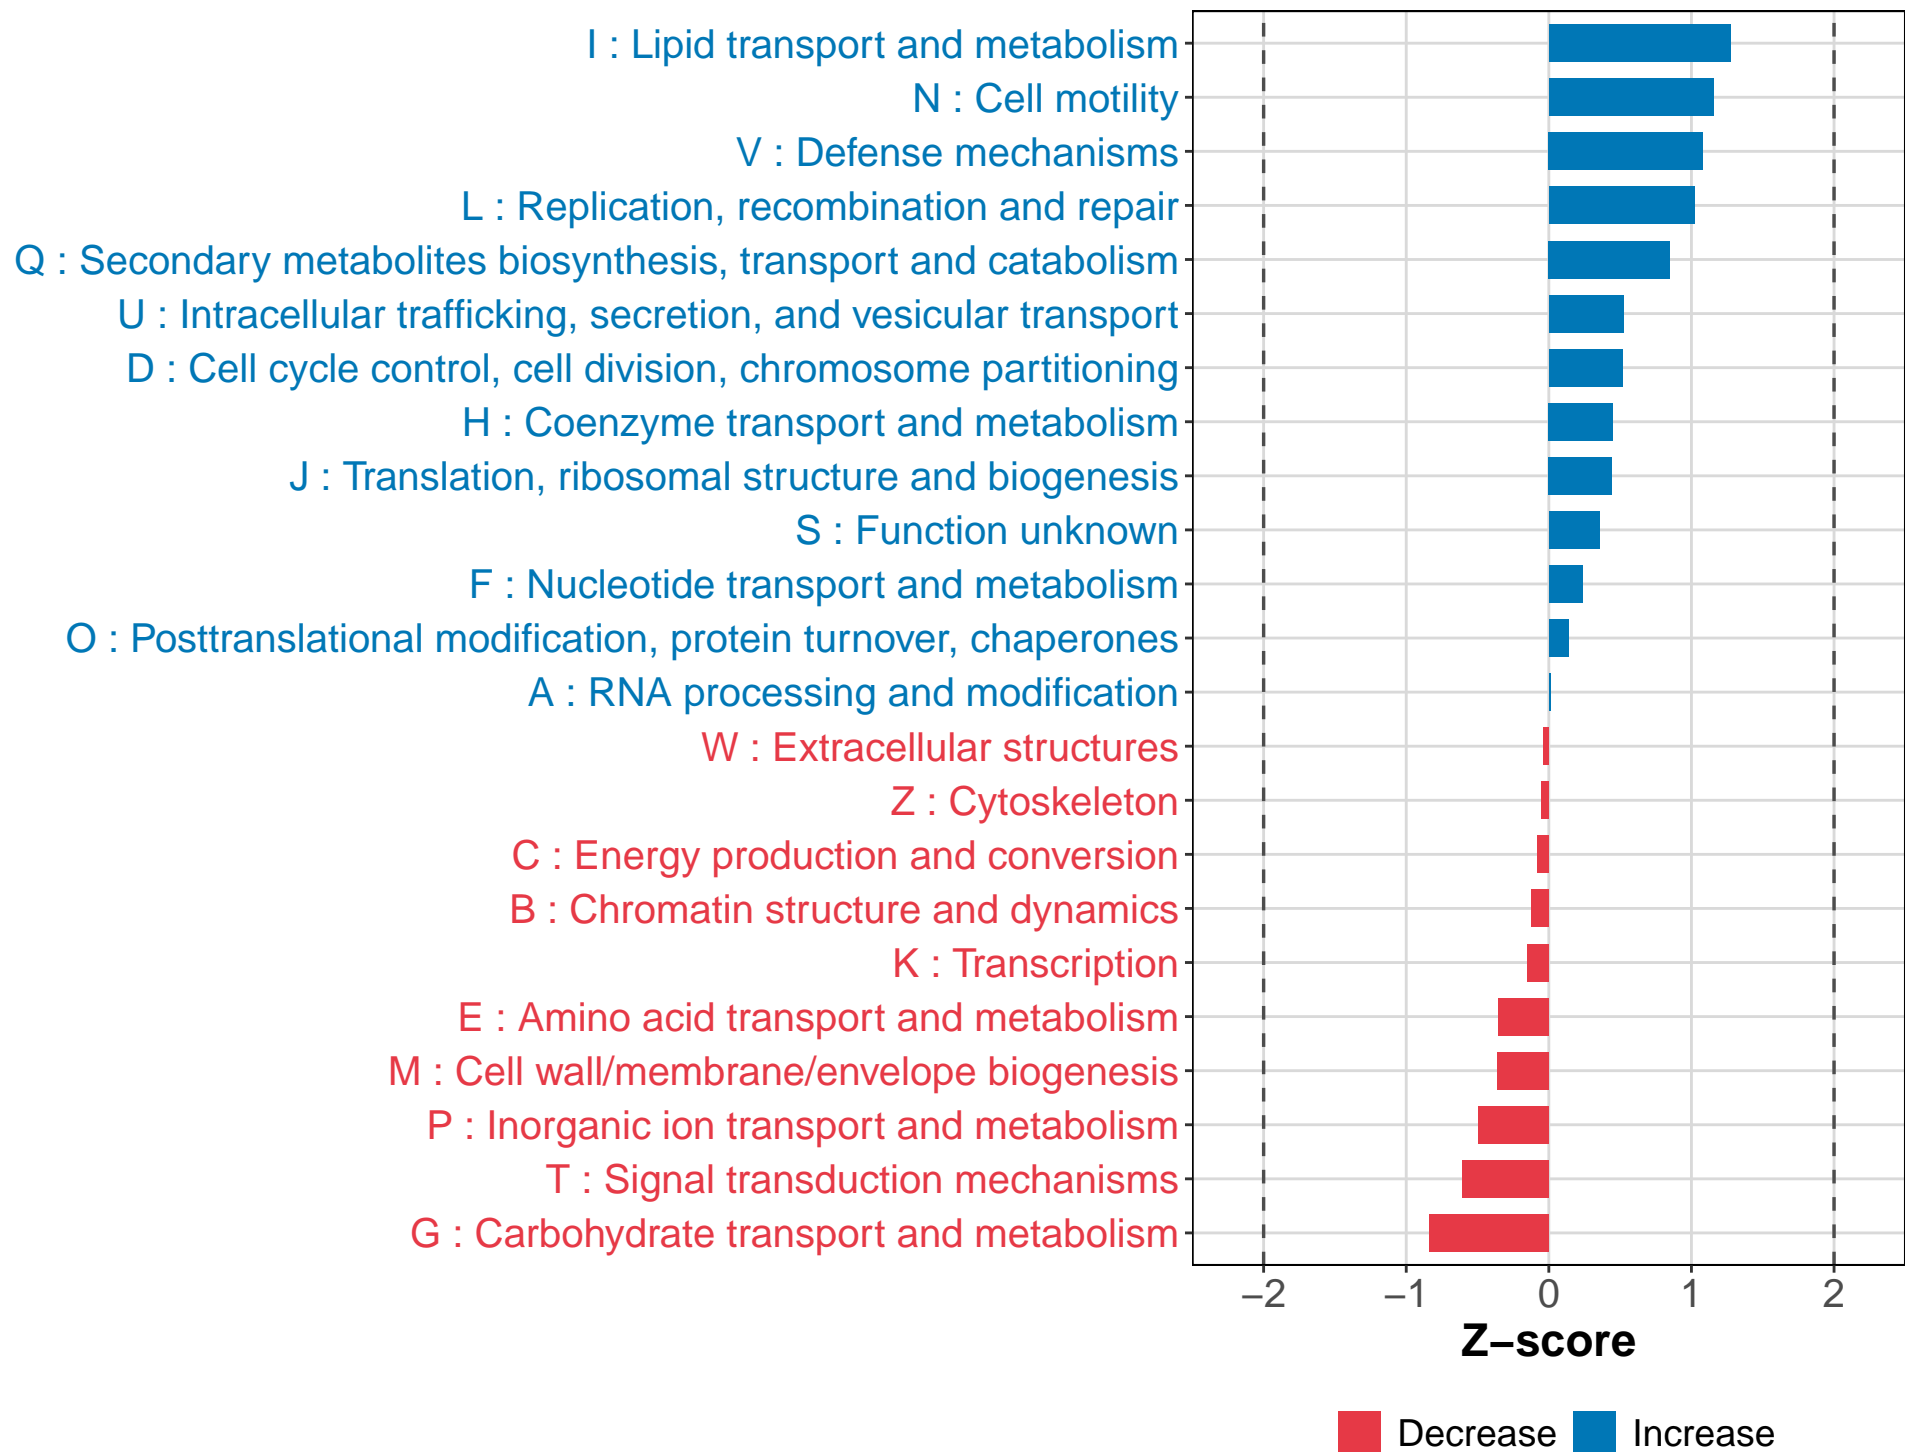 I : Lipid transport and metabolism
N : Cell motility
V : Defense mechanisms
L : Replication, recombination and repair
Q : Secondary metabolites biosynthesis, transport and catabolism
U : Intracellular trafficking, secretion, and vesicular transport
D : Cell cycle control, cell division, chromosome partitioning
H : Coenzyme transport and metabolism
J : Translation, ribosomal structure and biogenesis
S : Function unknown
F : Nucleotide transport and metabolism
O : Posttranslational modification, protein turnover, chaperones
A : RNA processing and modification
W : Extracellular structures
Z : Cytoskeleton
C : Energy production and conversion
B : Chromatin structure and dynamics
K : Transcription
E : Amino acid transport and metabolism
M : Cell wall/membrane/envelope biogenesis
P : Inorganic ion transport and metabolism
T : Signal transduction mechanisms
G : Carbohydrate transport and metabolism
−2 −1 0 1 2
Z−score
Decrease Increase